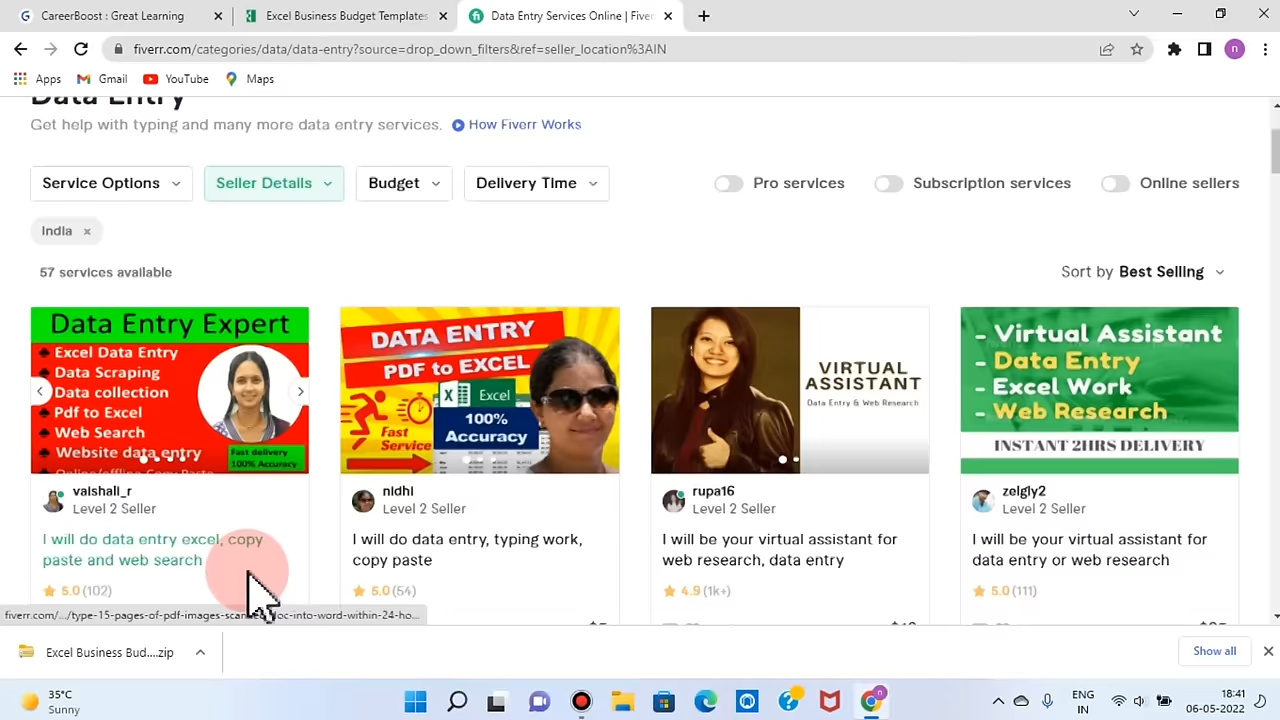 CareerBoost : Great Learning
Excel Business Budget Templates
Data Entry Services Online | Fiver
fiverr.com/categories/data/data-entry?source=drop_down_filters&ref=seller_location%3AIN
n
Apps
Gmail
YouTube
Maps
Data Entry
Get help with typing and many more data entry services.
How Fiverr Works
Service Options
Seller Details
Budget
Delivery Time
Pro services
Subscription services
Online sellers
India
57 services available
Sort by Best Selling
Data Entry Expert
Excel Data Entry
Data Scraping
Data collection
Pdf to Excel
Web Search
Website data entry
Online/offline Copy Paste
Fast delivery
100% Accuracy
DATA ENTRY
PDF to EXCEL
Excel
100%
Accuracy
Fast
Service
VIRTUAL
ASSISTANT
Data Entry & Web Research
- Virtual Assistant
- Data Entry
- Excel Work
- Web Research
INSTANT 2HRS DELIVERY
vaishali_r
Level 2 Seller
I will do data entry excel, copy
paste and web search
5.0 (102)
nidhi
Level 2 Seller
I will do data entry, typing work,
copy paste
5.0 (54)
rupa16
Level 2 Seller
I will be your virtual assistant for
web research, data entry
4.9 (1k+)
zelgly2
Level 2 Seller
I will be your virtual assistant for
data entry or web research
5.0 (111)
Excel Business Bud....zip
Show all
35°C
Sunny
ENG
IN
18:41
06-05-2022